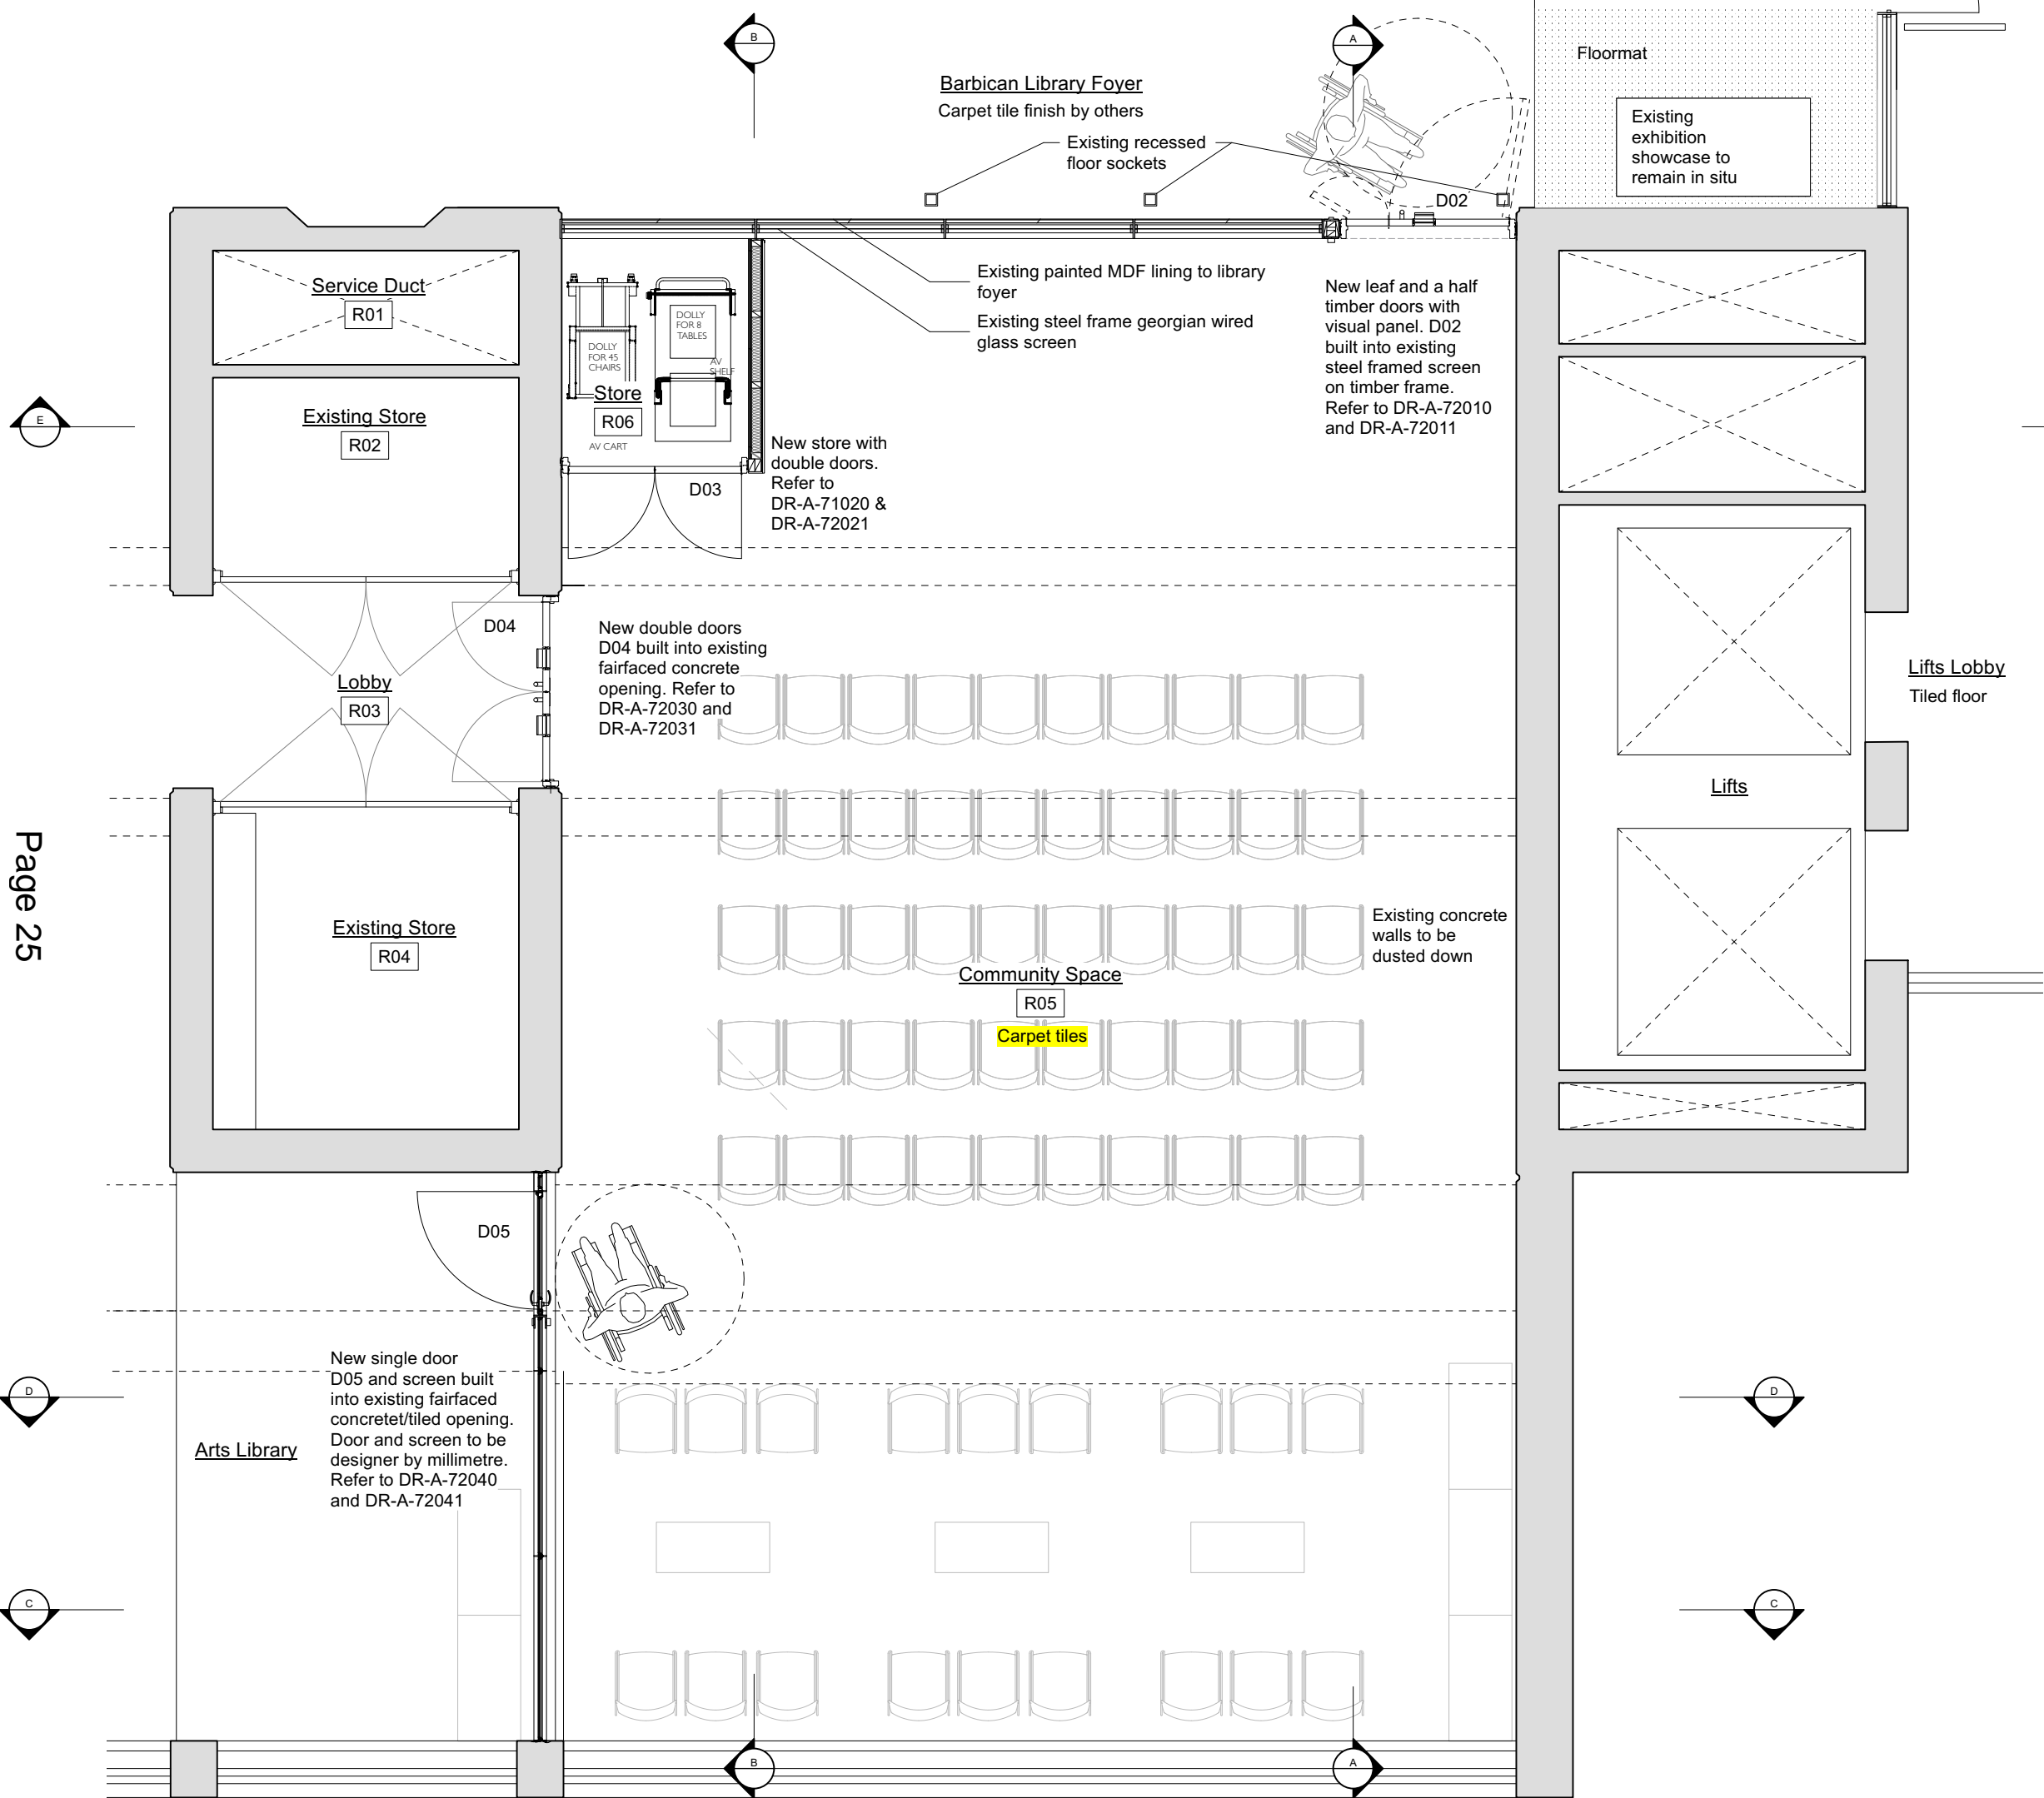 B
A
Floormat
Barbican Library Foyer
Carpet tile finish by others
Existing recessed
floor sockets
Existing
exhibition
showcase to
remain in situ
D02
Service Duct
R01
DOLLY
FOR 8
TABLES
DOLLY
FOR 45
CHAIRS
AV
SHELF
Store
R06
AV CART
Existing painted MDF lining to library
foyer
Existing steel frame georgian wired
glass screen
New leaf and a half
timber doors with
visual panel. D02
built into existing
steel framed screen
on timber frame.
Refer to DR-A-72010
and DR-A-72011
E
Existing Store
R02
New store with
double doors.
Refer to
DR-A-71020 &
DR-A-72021
D03
D04
New double doors
D04 built into existing
fairfaced concrete
opening. Refer to
DR-A-72030 and
DR-A-72031
Lobby
R03
Lifts Lobby
Tiled floor
Lifts
Page 25
Existing Store
R04
Existing concrete
walls to be
dusted down
Community Space
R05
Carpet tiles
D05
New single door
D05 and screen built
into existing fairfaced
concretet/tiled opening.
Door and screen to be
designer by millimetre.
Refer to DR-A-72040
and DR-A-72041
Arts Library
D
D
C
C
B
A